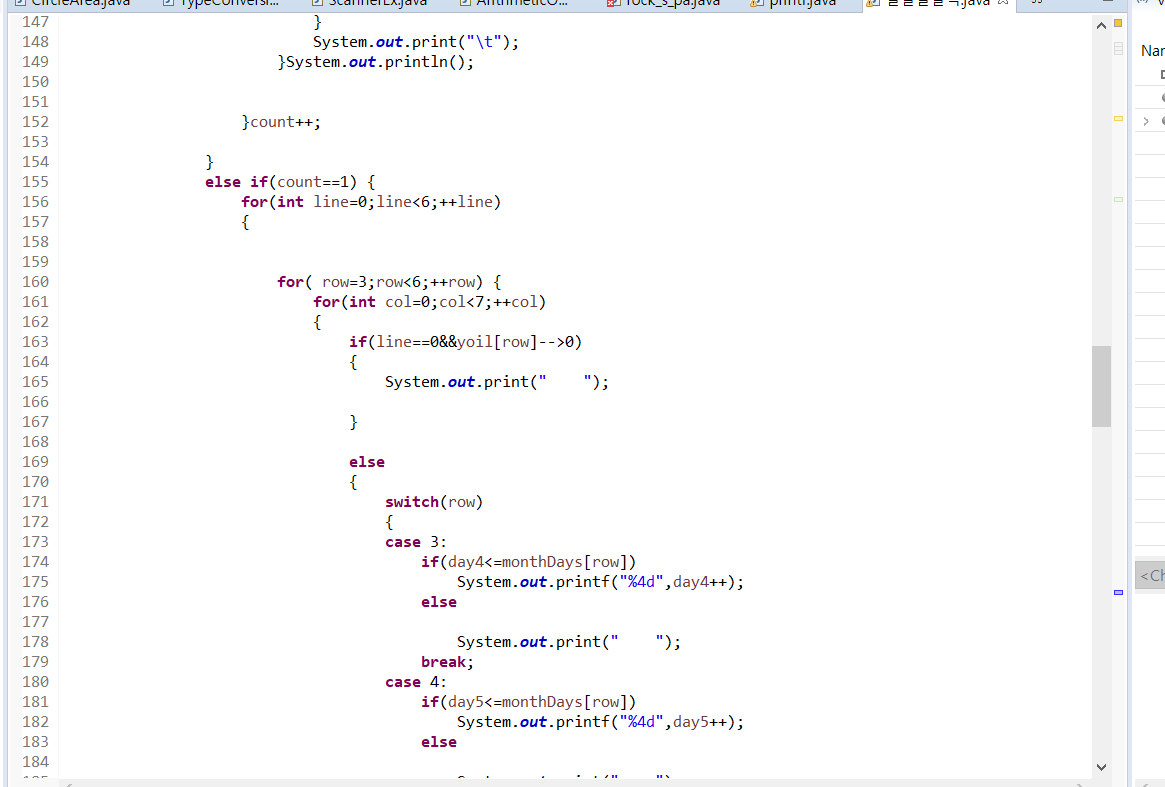 CircleArea.java TypeConversi... ScannerEx.java ArithmeticO... rock_s_pa.java printf.java .java
147 }
148 System.out.print("\t");
149 }System.out.println();
150
151
152 }count++;
153
154 }
155 else if(count==1) {
156 for(int line=0;line<6;++line)
157 {
158
159
160 for( row=3;row<6;++row) {
161 for(int col=0;col<7;++col)
162 {
163 if(line==0&&yoil[row]-->0)
164 {
165 System.out.print("    ");
166
167 }
168
169 else
170 {
171 switch(row)
172 {
173 case 3:
174 if(day4<=monthDays[row])
175 System.out.printf("%4d",day4++);
176 else
177
178 System.out.print("    ");
179 break;
180 case 4:
181 if(day5<=monthDays[row])
182 System.out.printf("%4d",day5++);
183 else
184
Nar
<Ch